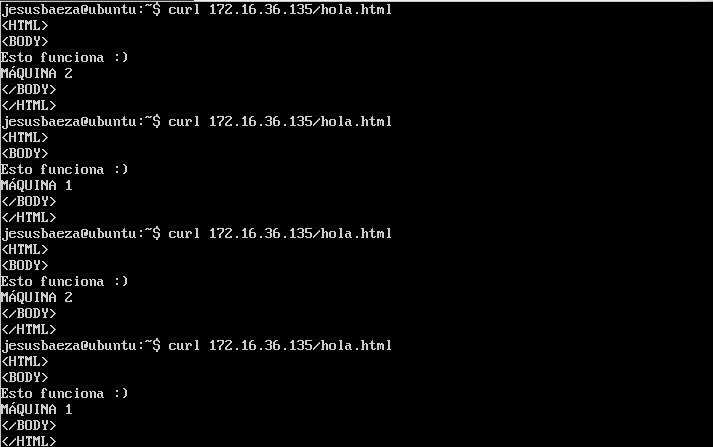 jesusbaeza@ubuntu:~$ curl 172.16.36.135/hola.html
<HTML>
<BODY>
Esto funciona :)
MÁQUINA 2
</BODY>
</HTML>
jesusbaeza@ubuntu:~$ curl 172.16.36.135/hola.html
<HTML>
<BODY>
Esto funciona :)
MÁQUINA 1
</BODY>
</HTML>
jesusbaeza@ubuntu:~$ curl 172.16.36.135/hola.html
<HTML>
<BODY>
Esto funciona :)
MÁQUINA 2
</BODY>
</HTML>
jesusbaeza@ubuntu:~$ curl 172.16.36.135/hola.html
<HTML>
<BODY>
Esto funciona :)
MÁQUINA 1
</BODY>
</HTML>